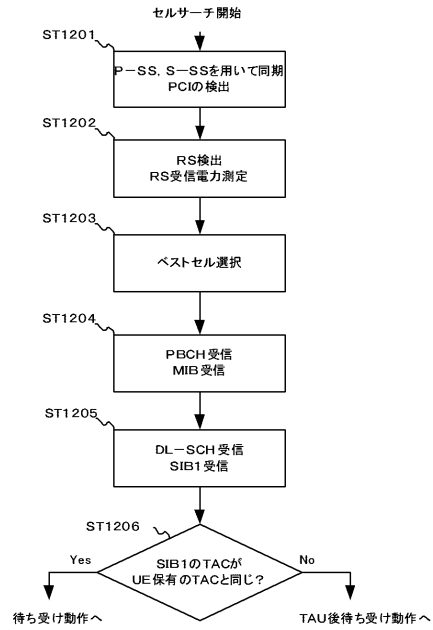 セルサーチ開始
ST1201
P－SS，S－SSを用いて同期
PCIの検出
ST1202
RS検出
RS受信電力測定
ST1203
ベストセル選択
ST1204
PBCH受信
MIB受信
ST1205
DL－SCH受信
SIB1受信
ST1206
Yes
SIB1のTACが
UE保有のTACと同じ？
No
待ち受け動作へ
TAU後待ち受け動作へ